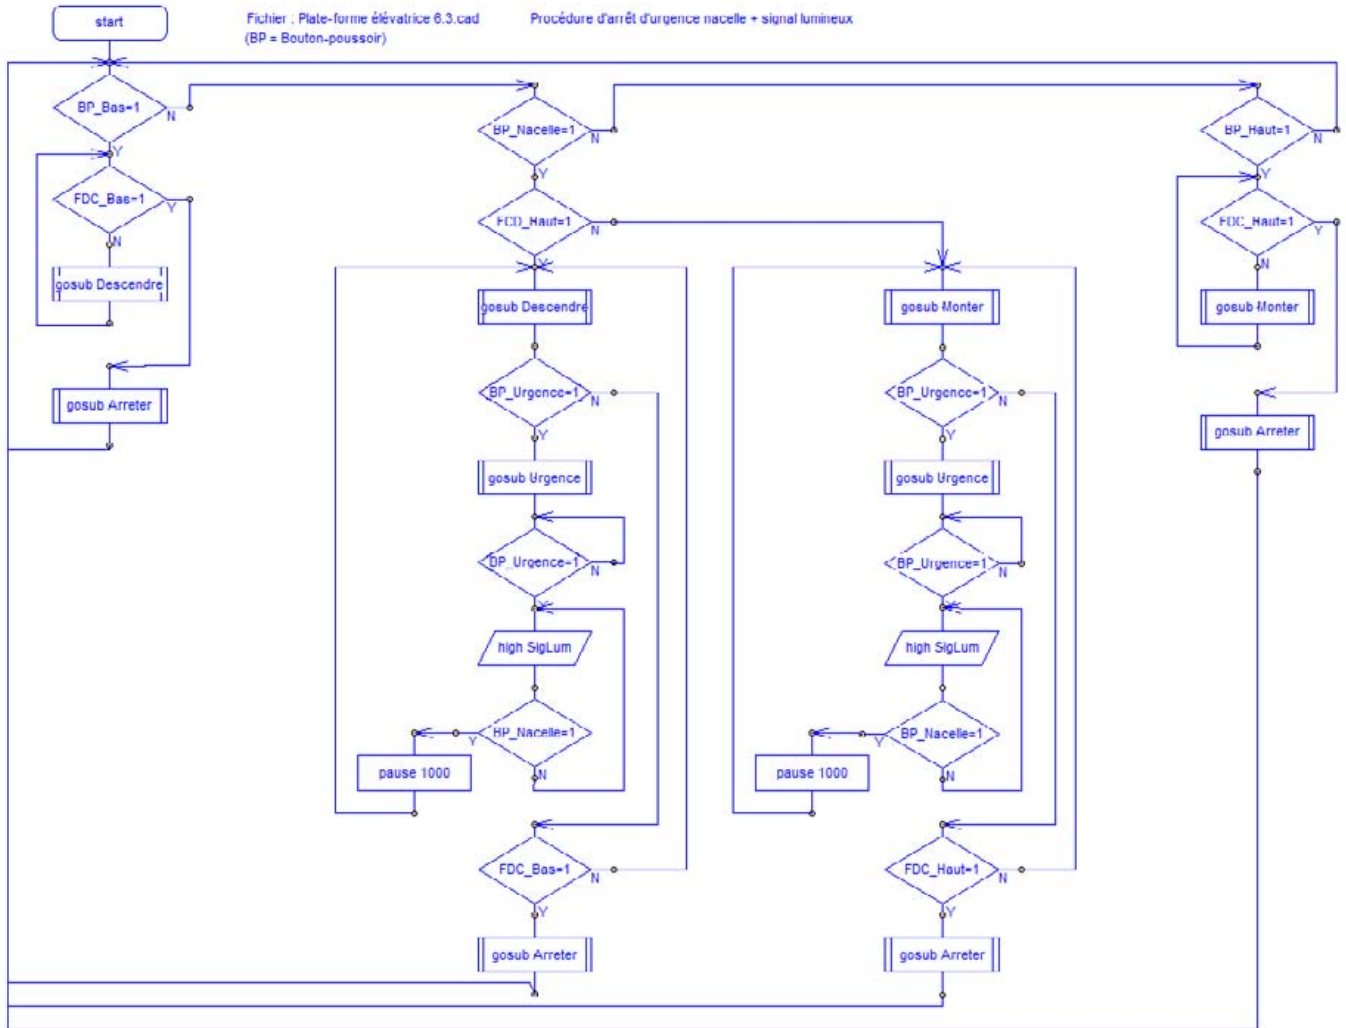 start
Fichier : Plate-forme élévatrice 6.3.cad
Procédure d'arrêt d'urgence nacelle + signal lumineux
(BP = Bouton-poussoir)
BP_Bas=1
N
Y
FDC_Bas=1
Y
N
gosub Descendre
gosub Arreter
BP_Nacelle=1
N
Y
FCD_Haut=1
N
Y
gosub Descendre
BP_Urgence=1
N
Y
gosub Urgence
BP_Urgence=1
N
Y
high SigLum
BP_Nacelle=1
Y
N
pause 1000
FDC_Bas=1
N
Y
gosub Arreter
gosub Monter
BP_Urgence=1
N
Y
gosub Urgence
BP_Urgence=1
N
Y
high SigLum
BP_Nacelle=1
Y
N
pause 1000
FDC_Haut=1
N
Y
gosub Arreter
BP_Haut=1
N
Y
FDC_Haut=1
Y
N
gosub Monter
gosub Arreter